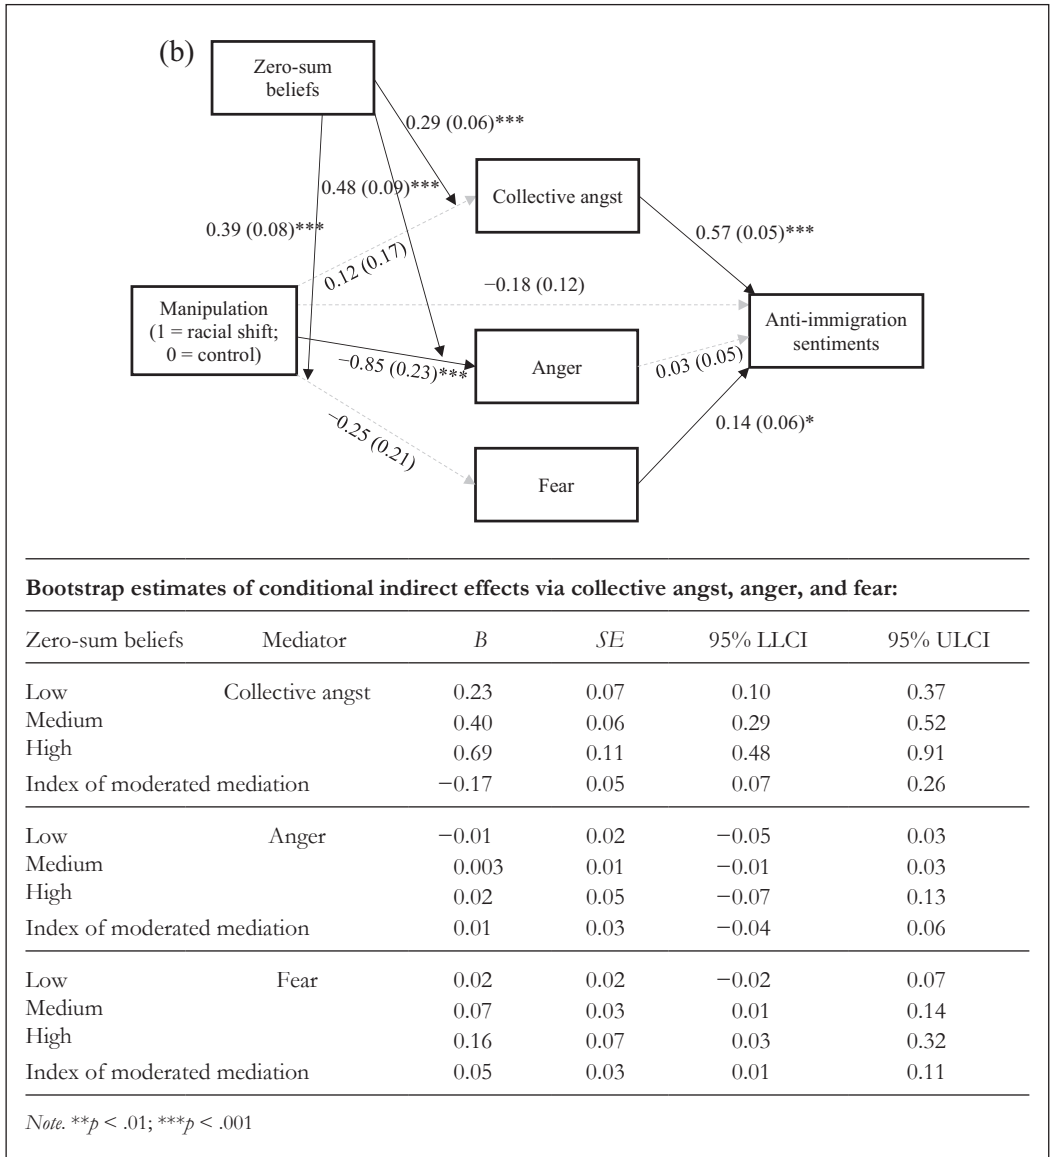 (b)
Zero-sum
beliefs
0.29 (0.06)***
Collective angst
0.48 (0.09)***
0.39 (0.08)***
0.12 (0.17)
0.57 (0.05)***
−0.18 (0.12)
Manipulation
(1 = racial shift;
0 = control)
Anti-immigration
sentiments
Anger
−0.85 (0.23)***
0.03 (0.05)
−0.25 (0.21)
0.14 (0.06)*
Fear
Bootstrap estimates of conditional indirect effects via collective angst, anger, and fear:
Zero-sum beliefs Mediator B SE 95% LLCI 95% ULCI
Low Collective angst 0.23 0.07 0.10 0.37
Medium 0.40 0.06 0.29 0.52
High 0.69 0.11 0.48 0.91
Index of moderated mediation −0.17 0.05 0.07 0.26
Low Anger −0.01 0.02 −0.05 0.03
Medium 0.003 0.01 −0.01 0.03
High 0.02 0.05 −0.07 0.13
Index of moderated mediation 0.01 0.03 −0.04 0.06
Low Fear 0.02 0.02 −0.02 0.07
Medium 0.07 0.03 0.01 0.14
High 0.16 0.07 0.03 0.32
Index of moderated mediation 0.05 0.03 0.01 0.11
Note. **p < .01; ***p < .001